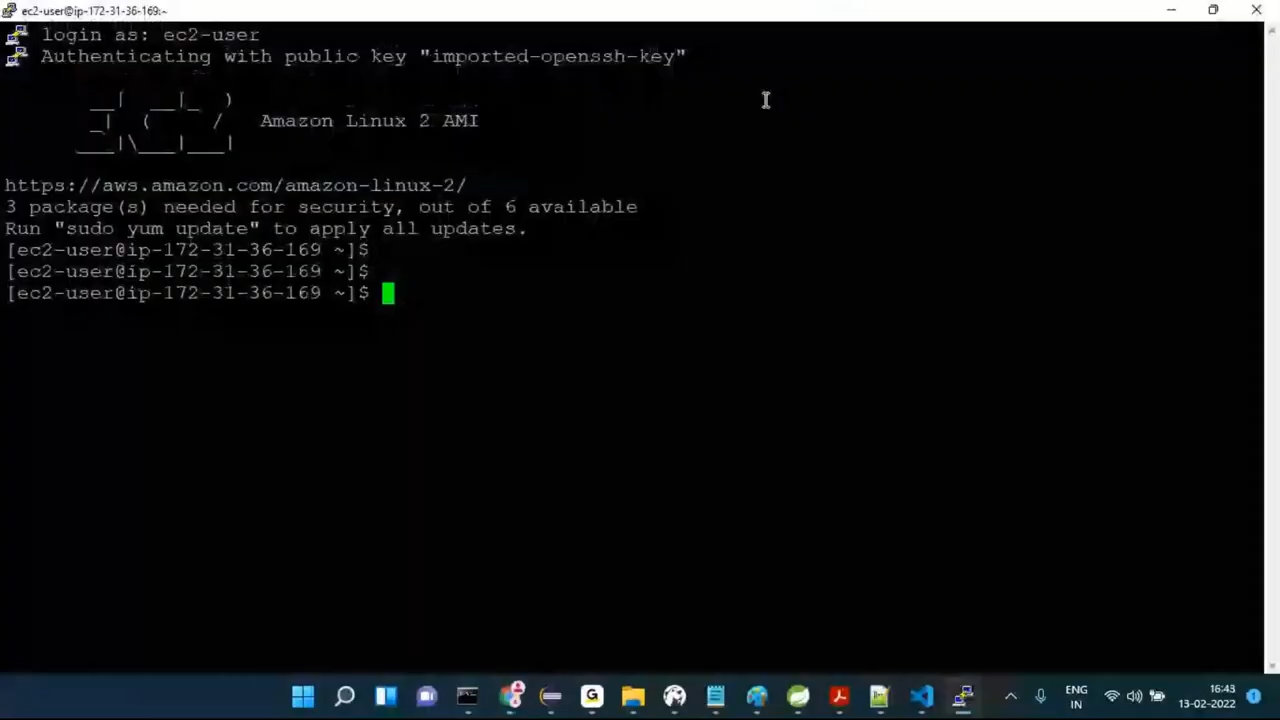 ec2-user@ip-172-31-36-169:~
login as: ec2-user
Authenticating with public key "imported-openssh-key"
__|  __|_  )
_|  (     /   Amazon Linux 2 AMI
___|\___|___|
https://aws.amazon.com/amazon-linux-2/
3 package(s) needed for security, out of 6 available
Run "sudo yum update" to apply all updates.
[ec2-user@ip-172-31-36-169 ~]$
[ec2-user@ip-172-31-36-169 ~]$
[ec2-user@ip-172-31-36-169 ~]$
ENG
IN
16:43
13-02-2022